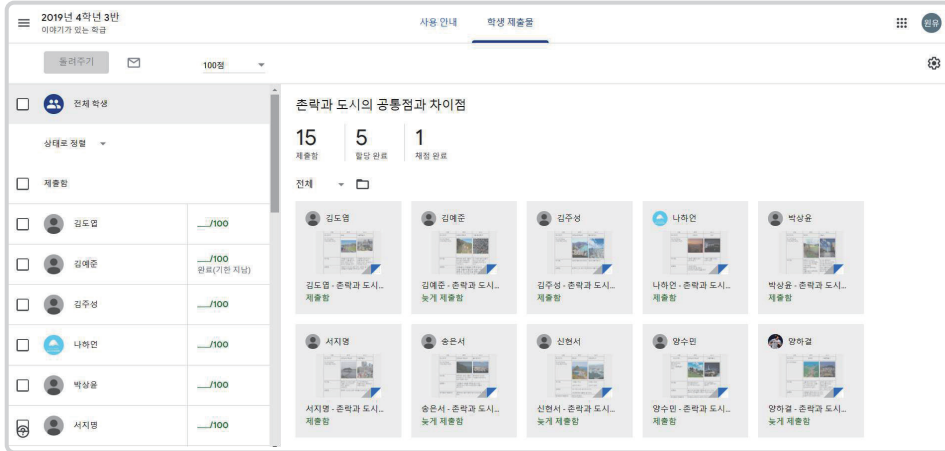 2019년 4학년 3반
이야기가 있는 학급
사용 안내
학생 제출물
원유
돌려주기
100점
전체 학생
상태로 정렬
제출함
김도엽
__/100
김예준
__/100
완료(기한 지남)
김주성
__/100
나하언
__/100
박상윤
__/100
서지명
__/100
촌락과 도시의 공통점과 차이점
15
제출함
5
할당 완료
1
채점 완료
전체
김도엽
김도엽 - 촌락과 도시...
제출함
김예준
김예준 - 촌락과 도시...
늦게 제출함
김주성
김주성 - 촌락과 도시...
제출함
나하언
나하언 - 촌락과 도시...
제출함
박상윤
박상윤 - 촌락과 도시...
제출함
서지명
서지명 - 촌락과 도시...
제출함
송은서
송은서 - 촌락과 도시...
늦게 제출함
신현서
신현서 - 촌락과 도시...
늦게 제출함
양수민
양수민 - 촌락과 도시...
제출함
양하결
양하결 - 촌락과 도시...
늦게 제출함